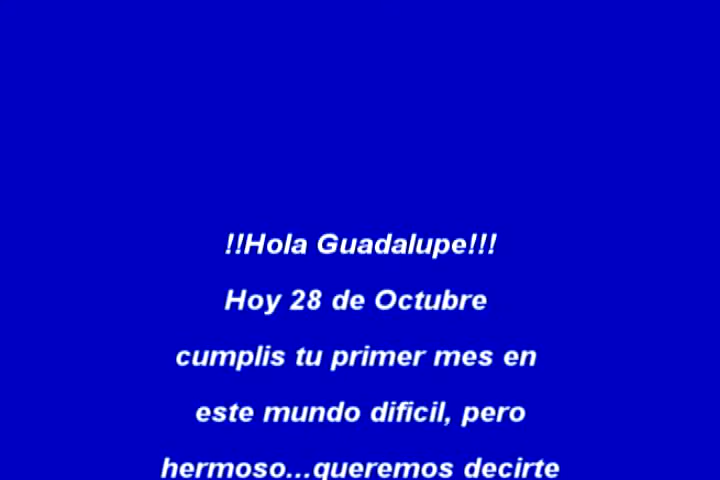 !!Hola Guadalupe!!!
Hoy 28 de Octubre
cumplis tu primer mes en
este mundo dificil, pero
hermoso...queremos decirte